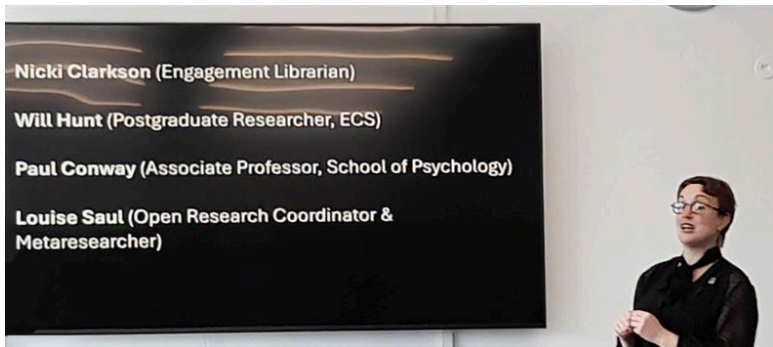 Nicki Clarkson (Engagement Librarian)
Will Hunt (Postgraduate Researcher, ECS)
Paul Conway (Associate Professor, School of Psychology)
Louise Saul (Open Research Coordinator &
Metaresearcher)